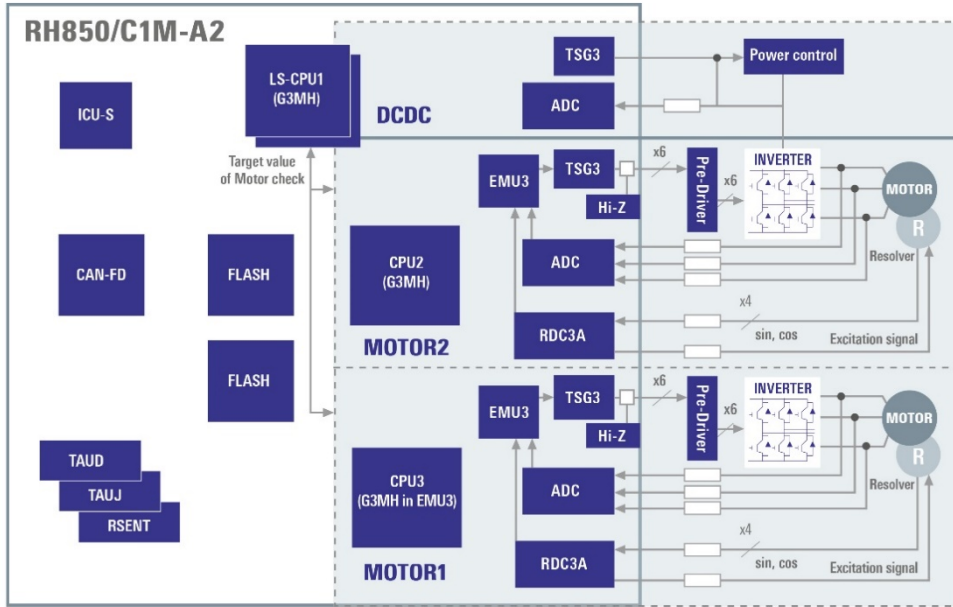 RH850/C1M-A2
ICU-S
LS-CPU1
(G3MH)
Target value
of Motor check
CAN-FD
FLASH
FLASH
TAUD
TAUJ
RSENT
DCDC
TSG3
ADC
Power control
EMU3
TSG3
Hi-Z
x6
Pre-Driver
x6
INVERTER
MOTOR
R
Resolver
CPU2
(G3MH)
ADC
x4
sin, cos
Excitation signal
RDC3A
MOTOR2
EMU3
TSG3
Hi-Z
x6
Pre-Driver
x6
INVERTER
MOTOR
R
Resolver
CPU3
(G3MH in EMU3)
ADC
x4
sin, cos
Excitation signal
RDC3A
MOTOR1